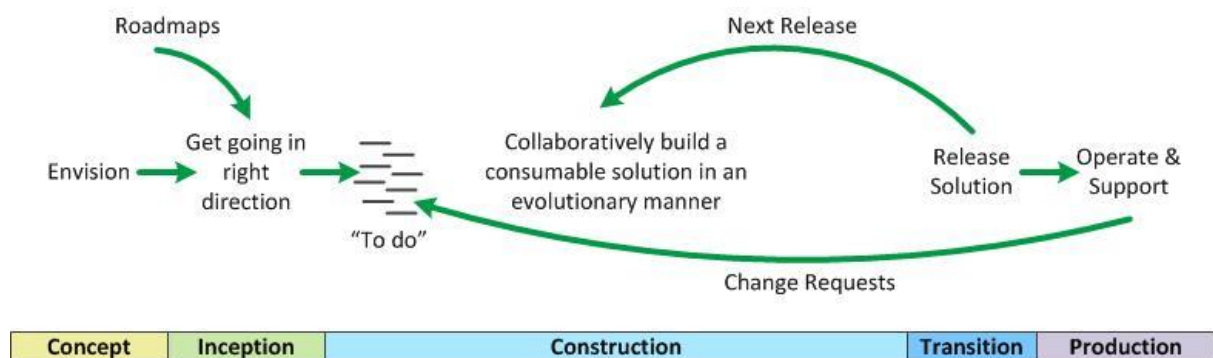 Roadmaps
Next Release
Envision
Get going in
right
direction
“To do”
Collaboratively build a
consumable solution in an
evolutionary manner
Release
Solution
Operate &
Support
Change Requests
Concept
Inception
Construction
Transition
Production